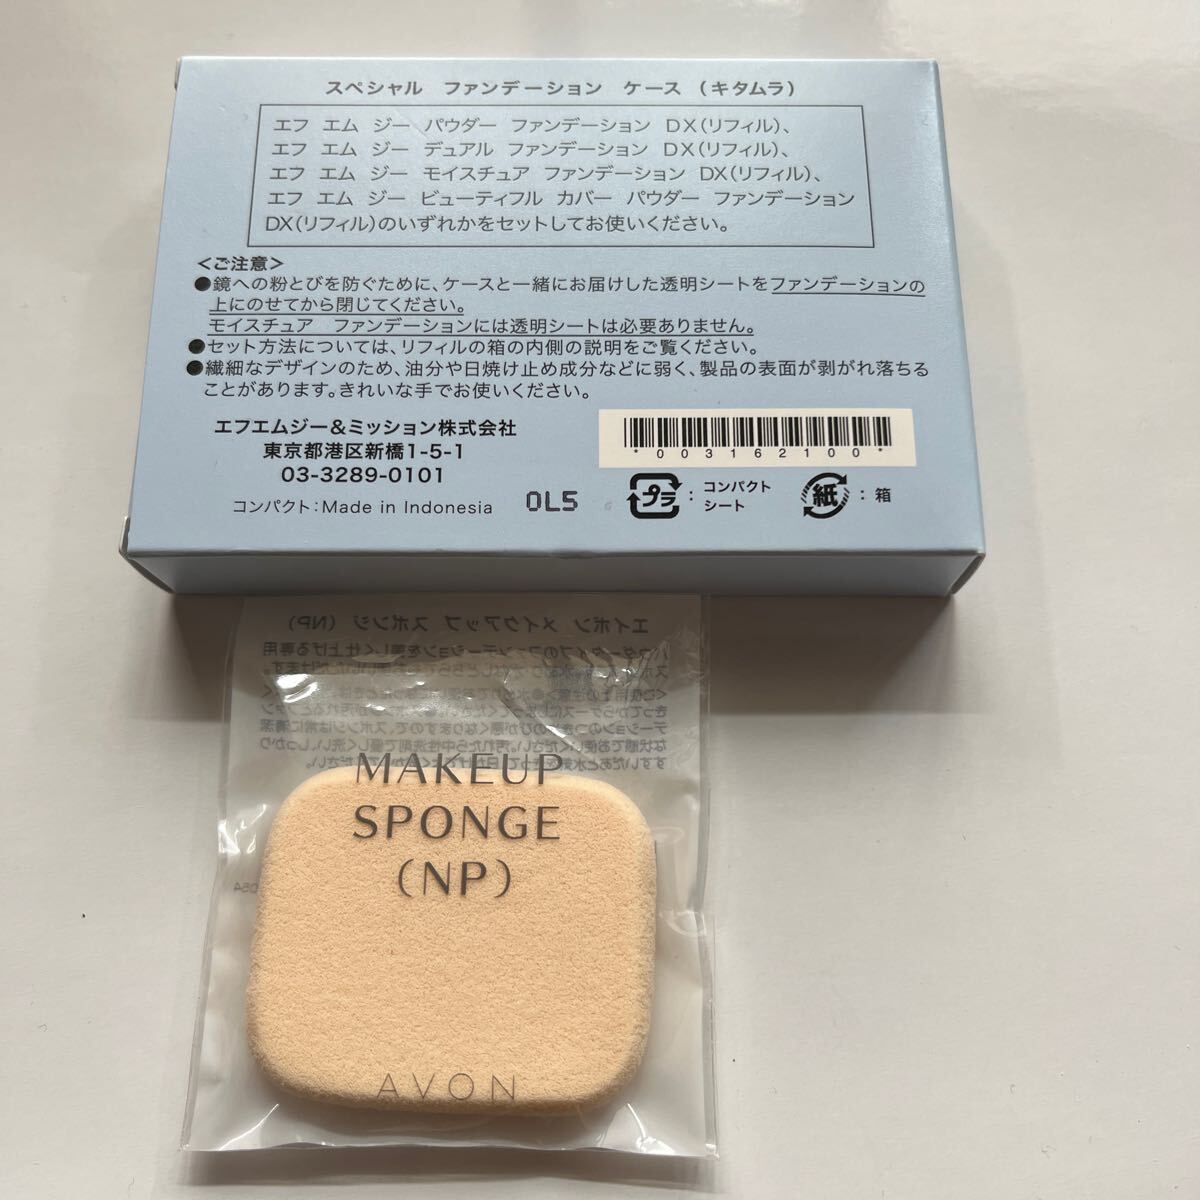 スペシャル ファンデーション ケース (キタムラ)
エフ エム ジー パウダー ファンデーション DX(リフィル)、
エフ エム ジー デュアル ファンデーション DX(リフィル)、
エフ エム ジー モイスチュア ファンデーション DX(リフィル)、
エフ エム ジー ビューティフル カバー パウダー ファンデーション
DX(リフィル)のいずれかをセットしてお使いください。
<ご注意>
●鏡への粉とびを防ぐために、ケースと一緒にお届けした透明シートをファンデーションの
上にのせてから閉じてください。
モイスチュア ファンデーションには透明シートは必要ありません。
●セット方法については、リフィルの箱の内側の説明をご覧ください。
●繊細なデザインのため、油分や日焼け止め成分などに弱く、製品の表面が剥がれ落ちる
ことがあります。きれいな手でお使いください。
エフエムジー&ミッション株式会社
東京都港区新橋1-5-1
03-3289-0101
コンパクト:Made in Indonesia
OL5
*003162100*
プラ : コンパクト
シート
紙 : 箱
エイボン メイクアップ スポンジ (NP)
MAKEUP
SPONGE
(NP)
AVON